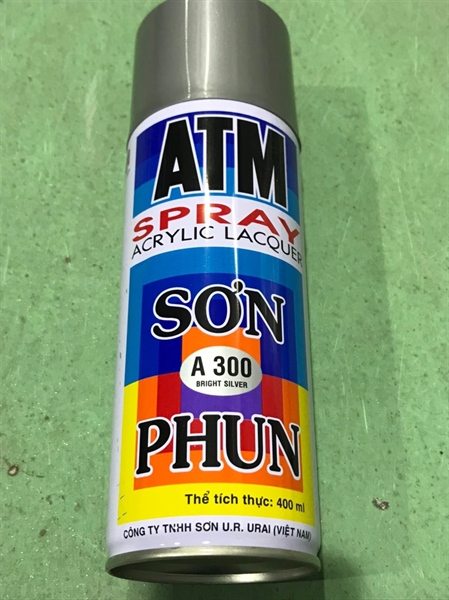 ATM
SPRAY
ACRYLIC LACQUER
SƠN
A 300
BRIGHT SILVER
PHUN
Thể tích thực: 400 ml
CÔNG TY TNHH SƠN U.R. URAI (VIỆT NAM)